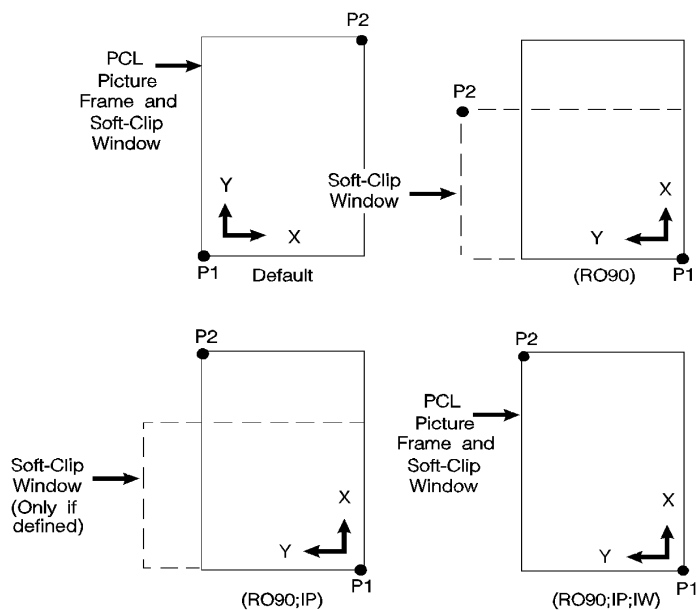 P2
PCL
Picture
Frame and
Soft-Clip
Window
Y
X
P1
Default
P2
Soft-Clip
Window
X
Y
P1
(RO90)
P2
Soft-Clip
Window
(Only if
defined)
X
Y
P1
(RO90;IP)
P2
PCL
Picture
Frame and
Soft-Clip
Window
X
Y
P1
(RO90;IP;IW)